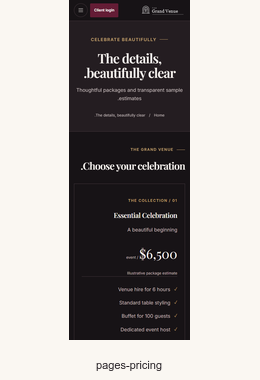 Client login
Grand Venue
CELEBRATE BEAUTIFULLY
The details,
.beautifully clear
Thoughtful packages and transparent sample
.estimates
The details, beautifully clear / Home
THE GRAND VENUE
.Choose your celebration
THE COLLECTION / 01
Essential Celebration
A beautiful beginning
event / $6,500
Illustrative package estimate
Venue hire for 6 hours ✓
Standard table styling ✓
Buffet for 100 guests ✓
Dedicated event host ✓
pages-pricing